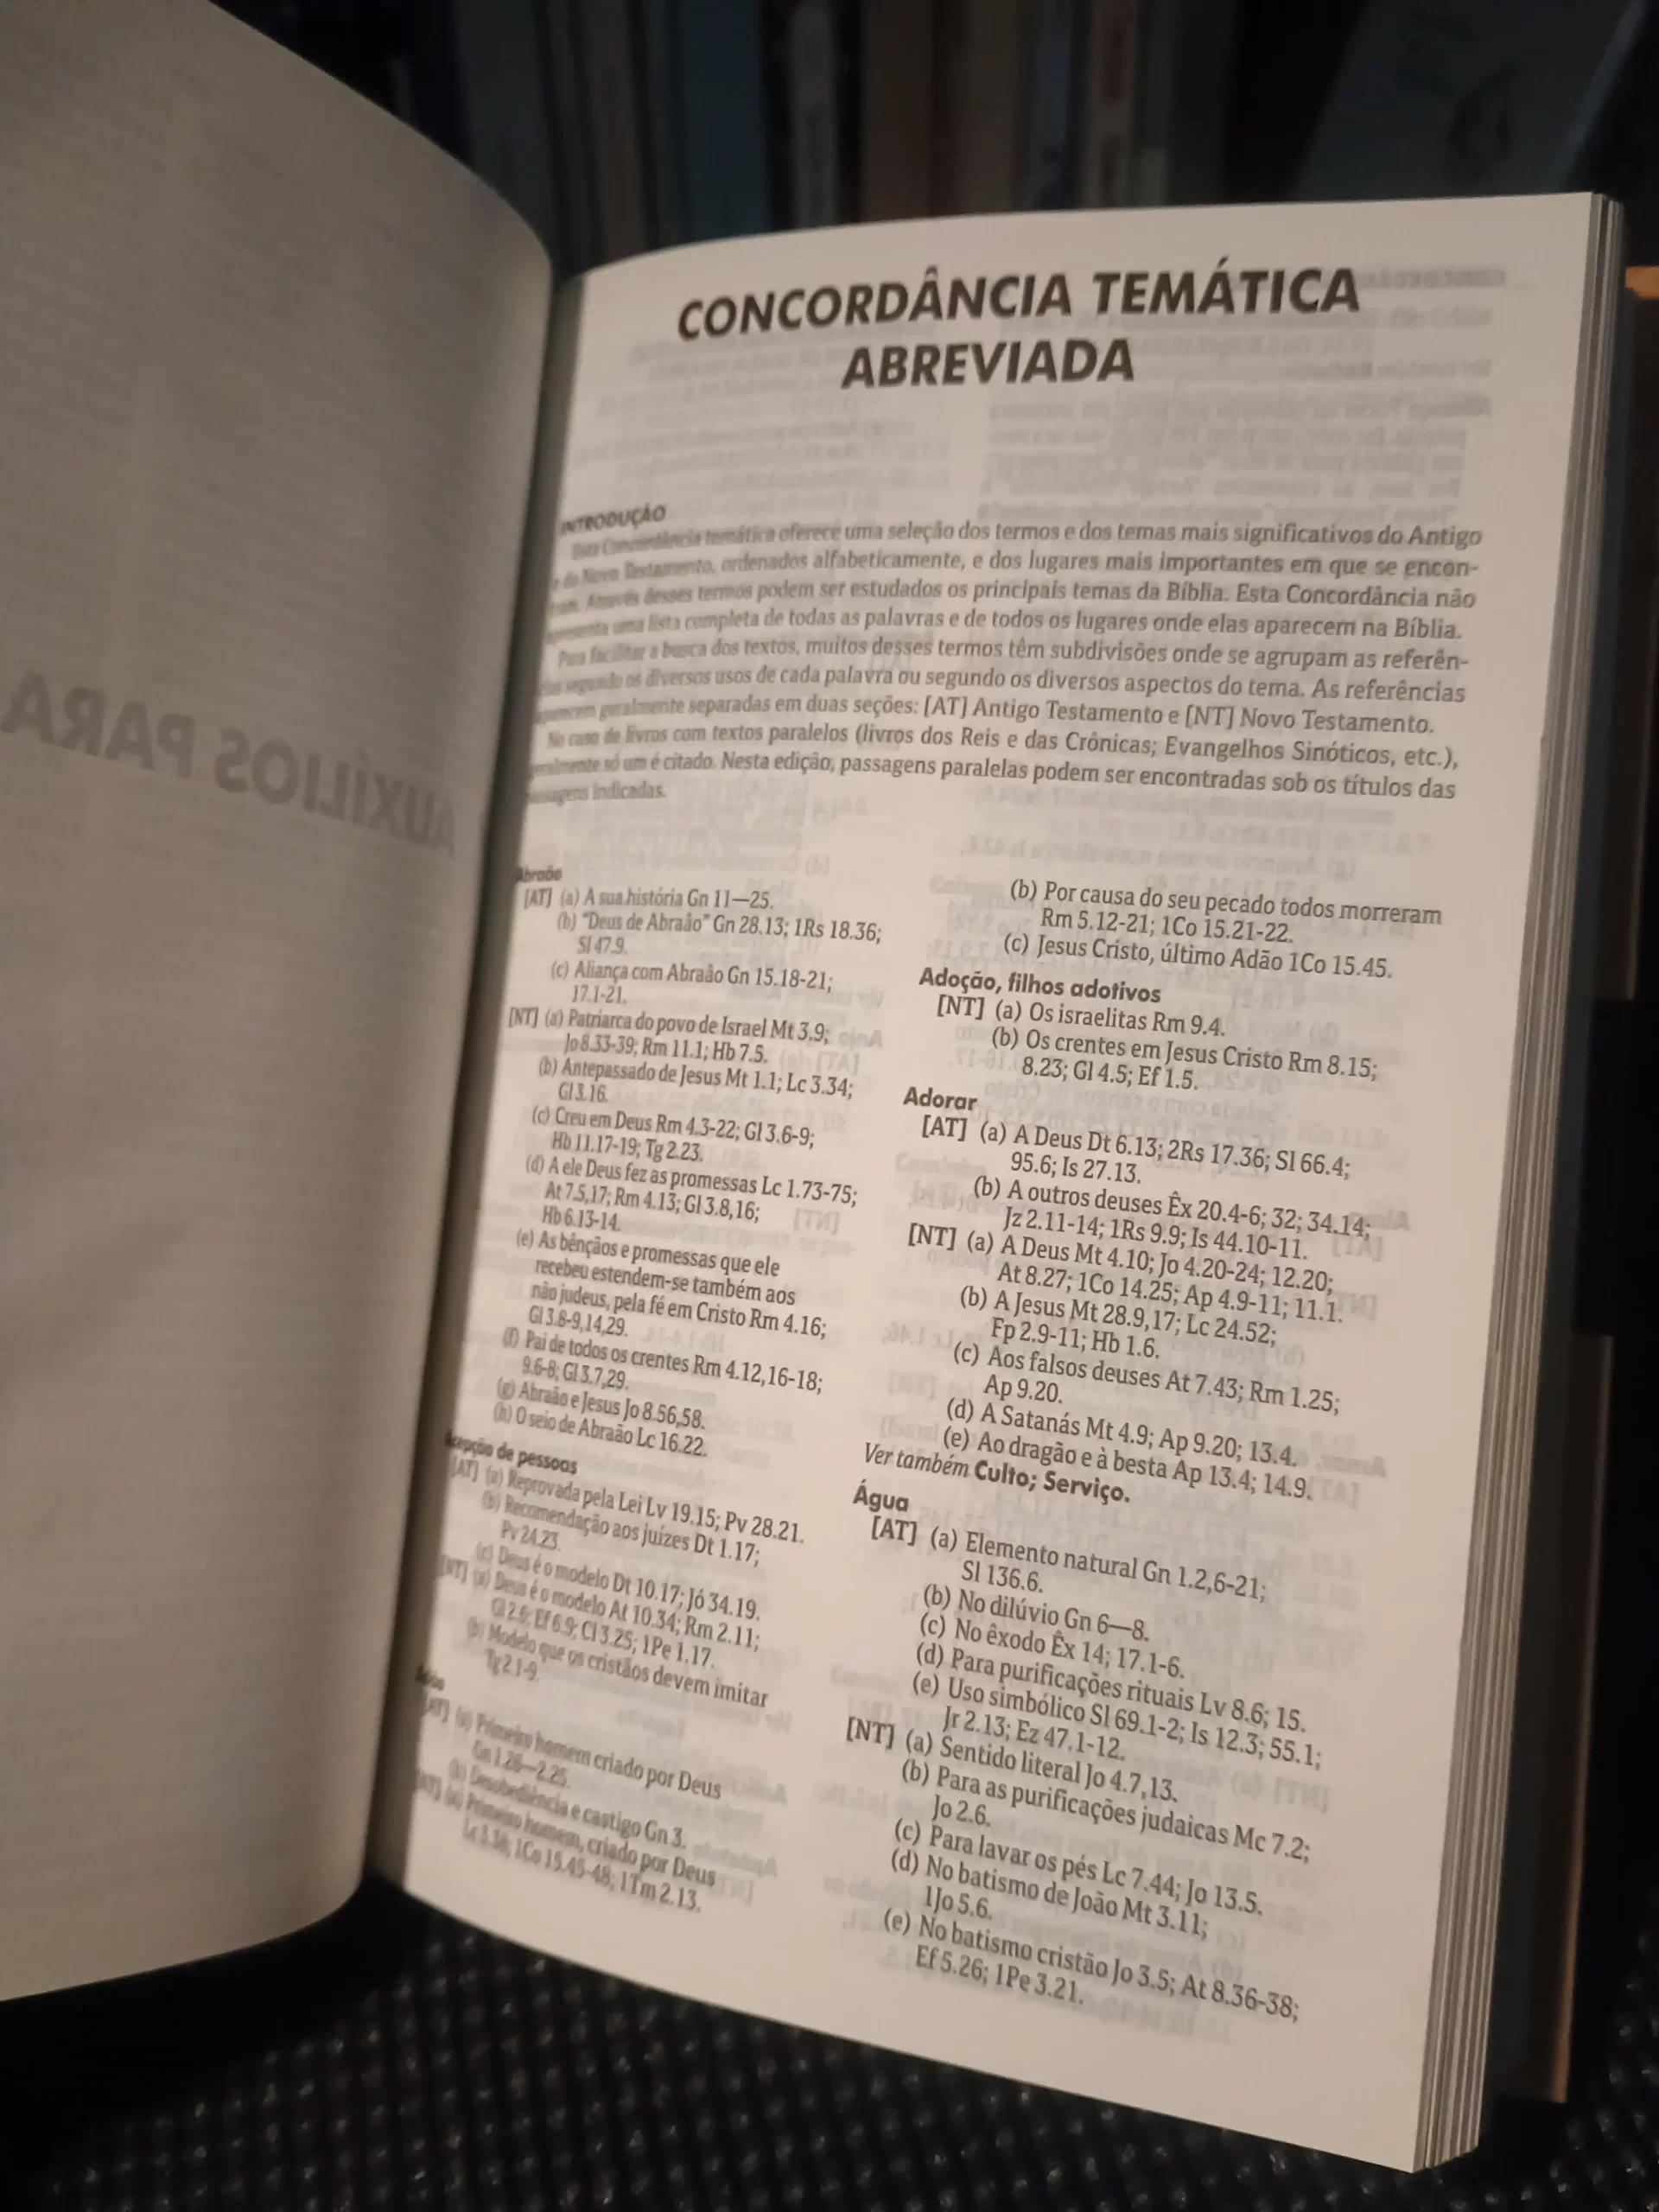 AUXÍLIOS PARA
CONCORDÂNCIA TEMÁTICA
ABREVIADA
INTRODUÇÃO
Esta Concordância temática oferece uma seleção dos termos e dos temas mais significativos do Antigo
e do Novo Testamento, ordenados alfabeticamente, e dos lugares mais importantes em que se encon-
tram. Através desses termos podem ser estudados os principais temas da Bíblia. Esta Concordância não
apresenta uma lista completa de todas as palavras e de todos os lugares onde elas aparecem na Bíblia.
Para facilitar a busca dos textos, muitos desses termos têm subdivisões onde se agrupam as referên-
cias segundo os diversos usos de cada palavra ou segundo os diversos aspectos do tema. As referências
aparecem geralmente separadas em duas seções: [AT] Antigo Testamento e [NT] Novo Testamento.
No caso de livros com textos paralelos (livros dos Reis e das Crônicas; Evangelhos Sinóticos, etc.),
geralmente só um é citado. Nesta edição, passagens paralelas podem ser encontradas sob os títulos das
passagens indicadas.
Abraão
[AT] (a) A sua história Gn 11—25.
(b) “Deus de Abraão” Gn 28.13; 1Rs 18.36;
Sl 47.9.
(c) Aliança com Abraão Gn 15.18-21;
17.1-21.
[NT] (a) Patriarca do povo de Israel Mt 3.9;
Jo 8.33-39; Rm 11.1; Hb 7.5.
(b) Antepassado de Jesus Mt 1.1; Lc 3.34;
Gl 3.16.
(c) Creu em Deus Rm 4.3-22; Gl 3.6-9;
Hb 11.17-19; Tg 2.23.
(d) A ele Deus fez as promessas Lc 1.73-75;
At 7.5,17; Rm 4.13; Gl 3.8,16;
Hb 6.13-14.
(e) As bênçãos e promessas que ele
recebeu estendem-se também aos
não judeus, pela fé em Cristo Rm 4.16;
Gl 3.8-9,14,29.
(f) Pai de todos os crentes Rm 4.12,16-18;
9.6-8; Gl 3.7,29.
(g) Abraão e Jesus Jo 8.56,58.
(h) O seio de Abraão Lc 16.22.
Acepção de pessoas
[AT] (a) Reprovada pela Lei Lv 19.15; Pv 28.21.
(b) Recomendação aos juízes Dt 1.17;
Pv 24.23.
(c) Deus é o modelo Dt 10.17; Jó 34.19.
[NT] (a) Deus é o modelo At 10.34; Rm 2.11;
Gl 2.6; Ef 6.9; Cl 3.25; 1Pe 1.17.
(b) Modelo que os cristãos devem imitar
Tg 2.1-9.
Adão
[AT] (a) Primeiro homem criado por Deus
Gn 1.26—2.25.
(b) Desobediência e castigo Gn 3.
[NT] (a) Primeiro homem, criado por Deus
Lc 3.38; 1Co 15.45-48; 1Tm 2.13.
(b) Por causa do seu pecado todos morreram
Rm 5.12-21; 1Co 15.21-22.
(c) Jesus Cristo, último Adão 1Co 15.45.
Adoção, filhos adotivos
[NT] (a) Os israelitas Rm 9.4.
(b) Os crentes em Jesus Cristo Rm 8.15;
8.23; Gl 4.5; Ef 1.5.
Adorar
[AT] (a) A Deus Dt 6.13; 2Rs 17.36; Sl 66.4;
95.6; Is 27.13.
(b) A outros deuses Êx 20.4-6; 32; 34.14;
Jz 2.11-14; 1Rs 9.9; Is 44.10-11.
[NT] (a) A Deus Mt 4.10; Jo 4.20-24; 12.20;
At 8.27; 1Co 14.25; Ap 4.9-11; 11.1.
(b) A Jesus Mt 28.9,17; Lc 24.52;
Fp 2.9-11; Hb 1.6.
(c) Aos falsos deuses At 7.43; Rm 1.25;
Ap 9.20.
(d) A Satanás Mt 4.9; Ap 9.20; 13.4.
(e) Ao dragão e à besta Ap 13.4; 14.9.
Ver também Culto; Serviço.
Água
[AT] (a) Elemento natural Gn 1.2,6-21;
Sl 136.6.
(b) No dilúvio Gn 6—8.
(c) No êxodo Êx 14; 17.1-6.
(d) Para purificações rituais Lv 8.6; 15.
(e) Uso simbólico Sl 69.1-2; Is 12.3; 55.1;
Jr 2.13; Ez 47.1-12.
[NT] (a) Sentido literal Jo 4.7,13.
(b) Para as purificações judaicas Mc 7.2;
Jo 2.6.
(c) Para lavar os pés Lc 7.44; Jo 13.5.
(d) No batismo de João Mt 3.11;
1Jo 5.6.
(e) No batismo cristão Jo 3.5; At 8.36-38;
Ef 5.26; 1Pe 3.21.